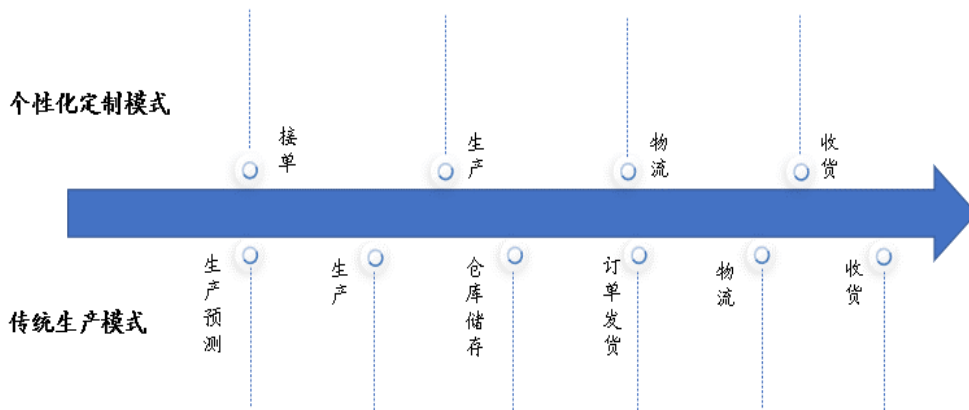 个性化定制模式
接单
生产
物流
收货
生产预测
生产
仓库储存
订单发货
物流
收货
传统生产模式